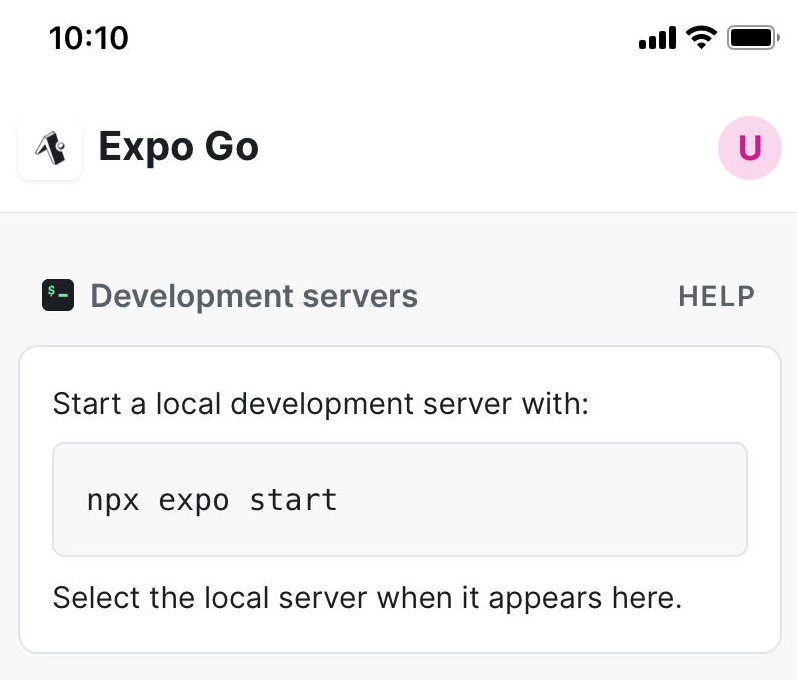 10:10
Expo Go
U
$ –
Development servers
HELP
Start a local development server with:
npx expo start
Select the local server when it appears here.